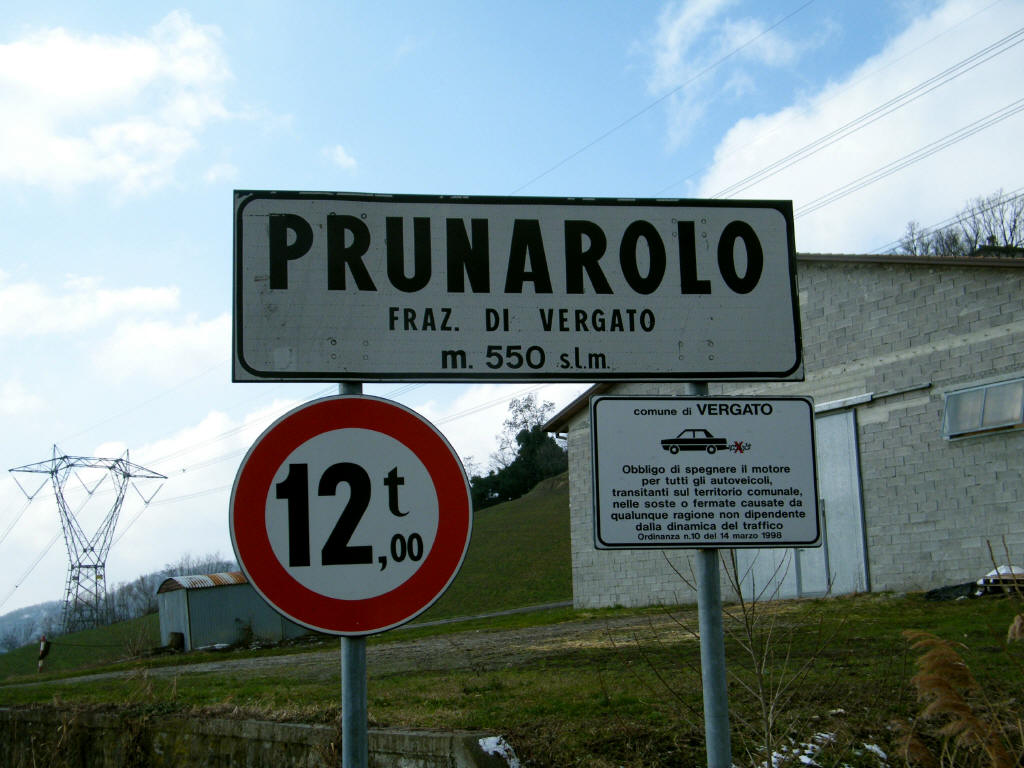 PRUNAROLO
FRAZ. DI VERGATO
m. 550 s.l.m.
12,00 t
comune di VERGATO
Obbligo di spegnere il motore
per tutti gli autoveicoli,
transitanti sul territorio comunale,
nelle soste o fermate causate da
qualunque ragione non dipendente
dalla dinamica del traffico
Ordinanza n.10 del 14 marzo 1998